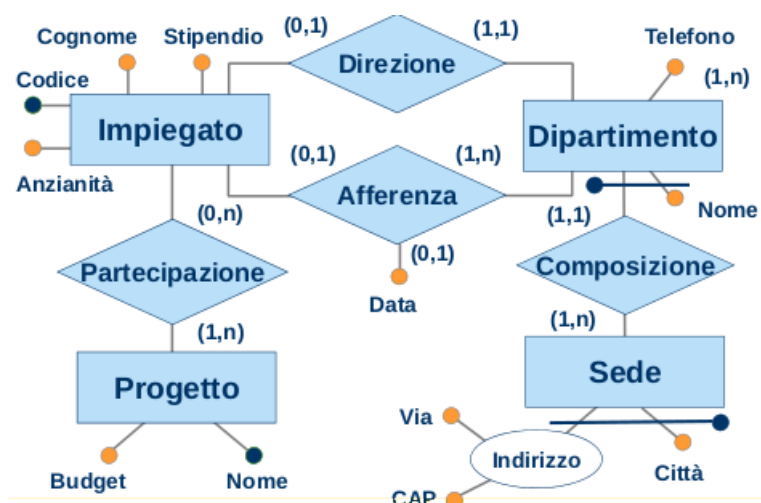 (0,1)
(1,1)
Cognome
Stipendio
Telefono
Direzione
Codice
(1,n)
Impiegato
Dipartimento
(0,1)
(1,n)
Anzianità
Afferenza
Nome
(0,n)
(1,1)
(0,1)
Partecipazione
Composizione
Data
(1,n)
(1,n)
Progetto
Sede
Via
Indirizzo
Città
Budget
Nome
CAP